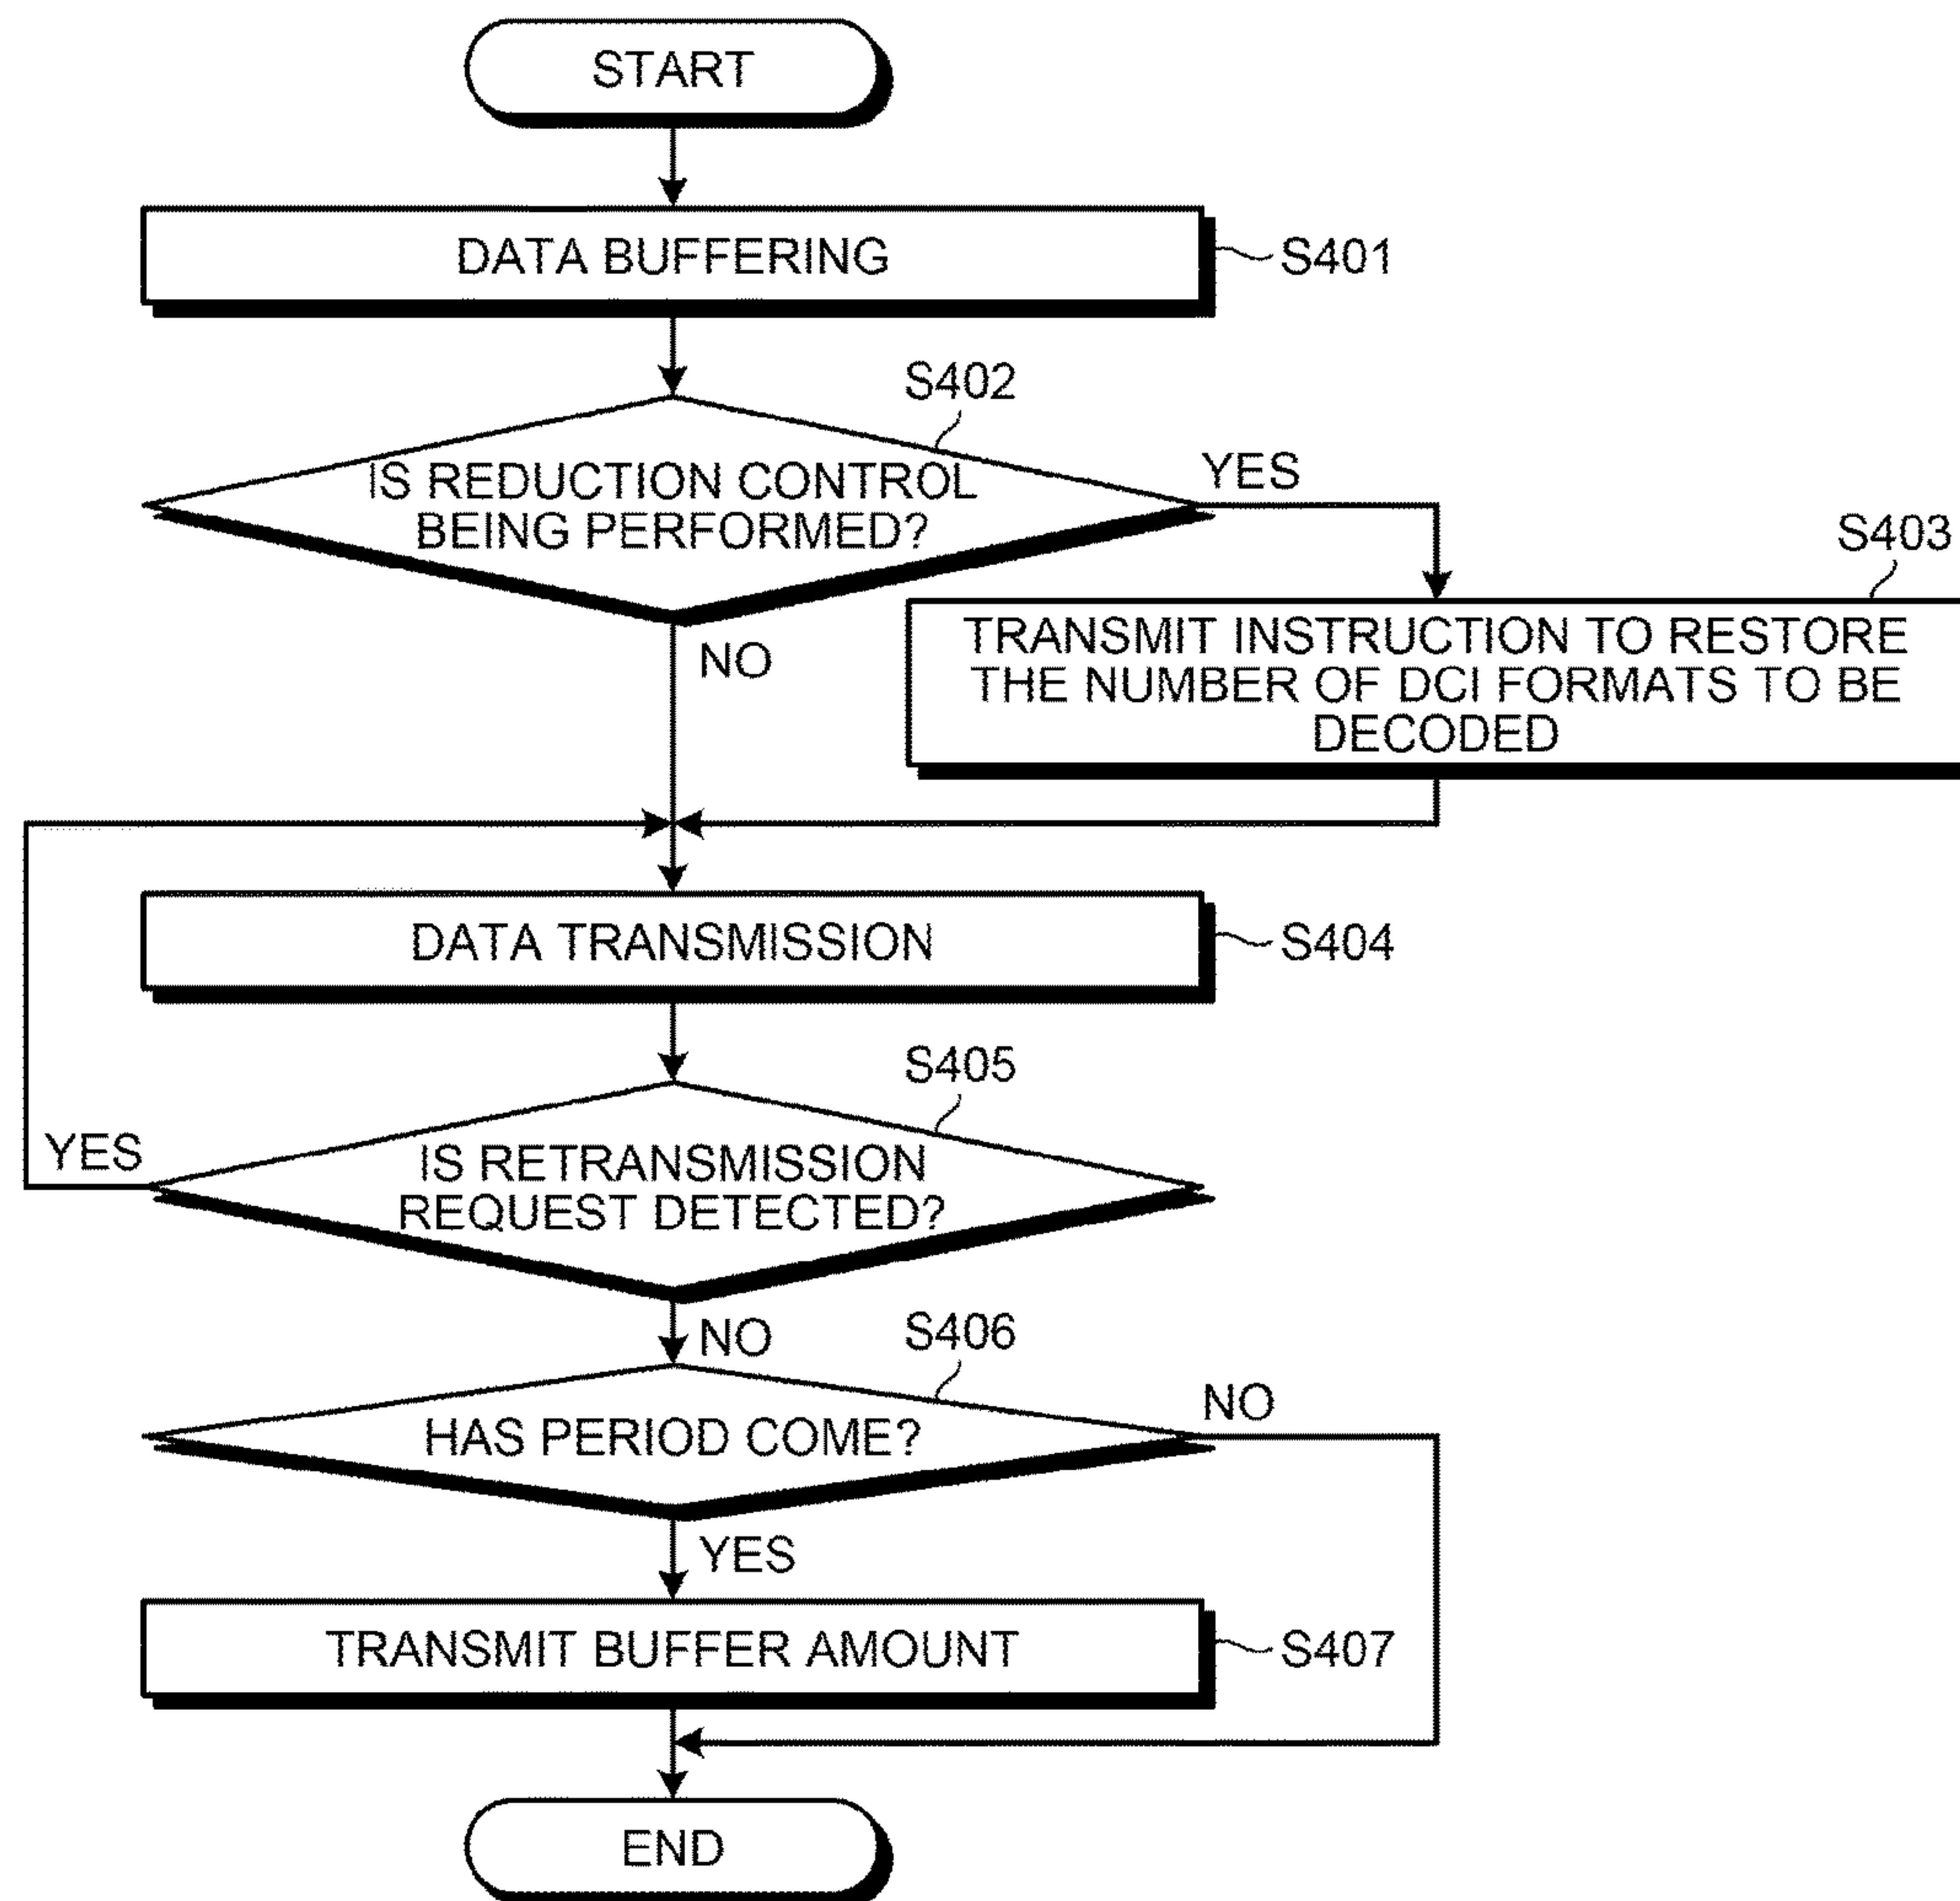 START
DATA BUFFERING
S401
S402
IS REDUCTION CONTROL
BEING PERFORMED?
YES
NO
S403
TRANSMIT INSTRUCTION TO RESTORE
THE NUMBER OF DCI FORMATS TO BE
DECODED
DATA TRANSMISSION
S404
S405
IS RETRANSMISSION
REQUEST DETECTED?
YES
NO
S406
HAS PERIOD COME?
NO
YES
TRANSMIT BUFFER AMOUNT
S407
END